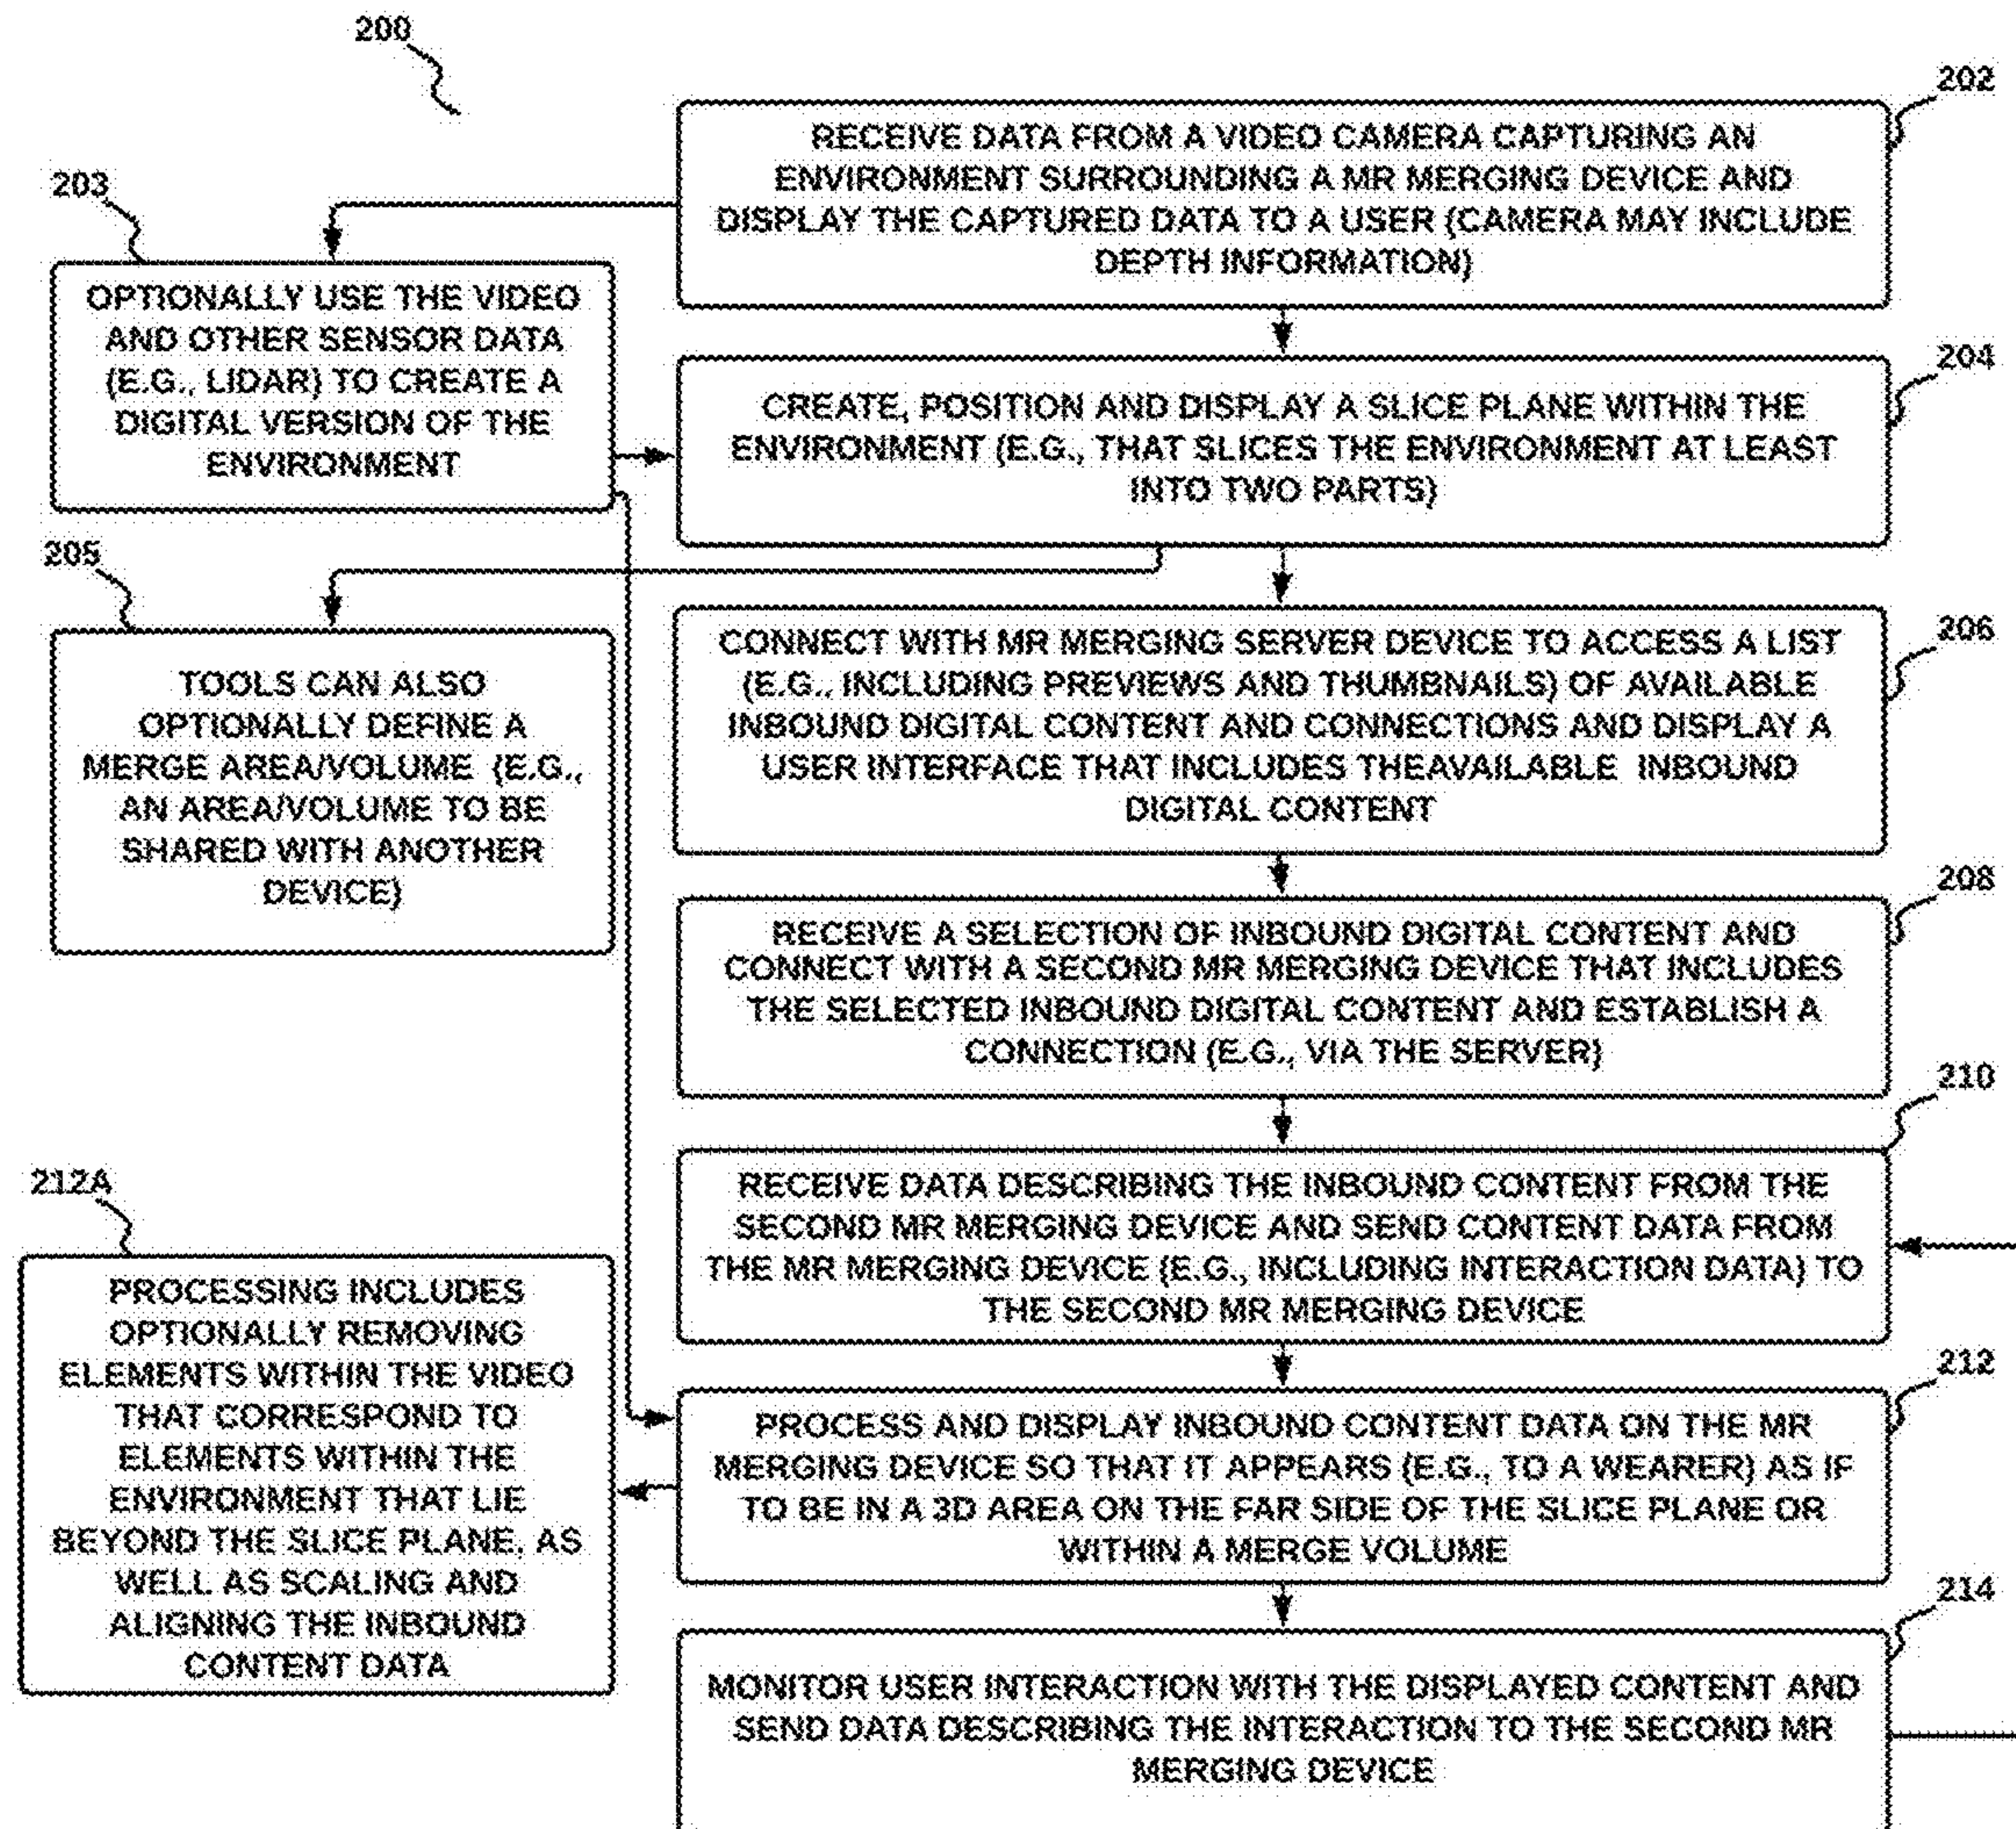 200
202
RECEIVE DATA FROM A VIDEO CAMERA CAPTURING AN
ENVIRONMENT SURROUNDING A MR MERGING DEVICE AND
DISPLAY THE CAPTURED DATA TO A USER (CAMERA MAY INCLUDE
DEPTH INFORMATION)
203
OPTIONALLY USE THE VIDEO
AND OTHER SENSOR DATA
(E.G., LIDAR) TO CREATE A
DIGITAL VERSION OF THE
ENVIRONMENT
204
CREATE, POSITION AND DISPLAY A SLICE PLANE WITHIN THE
ENVIRONMENT (E.G., THAT SLICES THE ENVIRONMENT AT LEAST
INTO TWO PARTS)
205
TOOLS CAN ALSO
OPTIONALLY DEFINE A
MERGE AREA/VOLUME (E.G.,
AN AREA/VOLUME TO BE
SHARED WITH ANOTHER
DEVICE)
206
CONNECT WITH MR MERGING SERVER DEVICE TO ACCESS A LIST
(E.G., INCLUDING PREVIEWS AND THUMBNAILS) OF AVAILABLE
INBOUND DIGITAL CONTENT AND CONNECTIONS AND DISPLAY A
USER INTERFACE THAT INCLUDES THEAVAILABLE INBOUND
DIGITAL CONTENT
208
RECEIVE A SELECTION OF INBOUND DIGITAL CONTENT AND
CONNECT WITH A SECOND MR MERGING DEVICE THAT INCLUDES
THE SELECTED INBOUND DIGITAL CONTENT AND ESTABLISH A
CONNECTION (E.G., VIA THE SERVER)
210
RECEIVE DATA DESCRIBING THE INBOUND CONTENT FROM THE
SECOND MR MERGING DEVICE AND SEND CONTENT DATA FROM
THE MR MERGING DEVICE (E.G., INCLUDING INTERACTION DATA) TO
THE SECOND MR MERGING DEVICE
212A
PROCESSING INCLUDES
OPTIONALLY REMOVING
ELEMENTS WITHIN THE VIDEO
THAT CORRESPOND TO
ELEMENTS WITHIN THE
ENVIRONMENT THAT LIE
BEYOND THE SLICE PLANE, AS
WELL AS SCALING AND
ALIGNING THE INBOUND
CONTENT DATA
212
PROCESS AND DISPLAY INBOUND CONTENT DATA ON THE MR
MERGING DEVICE SO THAT IT APPEARS (E.G., TO A WEARER) AS IF
TO BE IN A 3D AREA ON THE FAR SIDE OF THE SLICE PLANE OR
WITHIN A MERGE VOLUME
214
MONITOR USER INTERACTION WITH THE DISPLAYED CONTENT AND
SEND DATA DESCRIBING THE INTERACTION TO THE SECOND MR
MERGING DEVICE